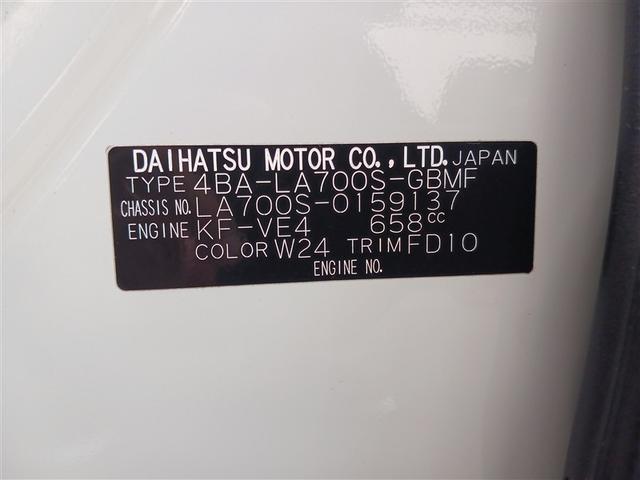 DAIHATSU MOTOR CO.,LTD. JAPAN
TYPE 4BA-LA700S-GBMF
CHASSIS NO. LA700S-0159137
ENGINE KF-VE4 658cc
COLOR W24 TRIM FD10
ENGINE NO.